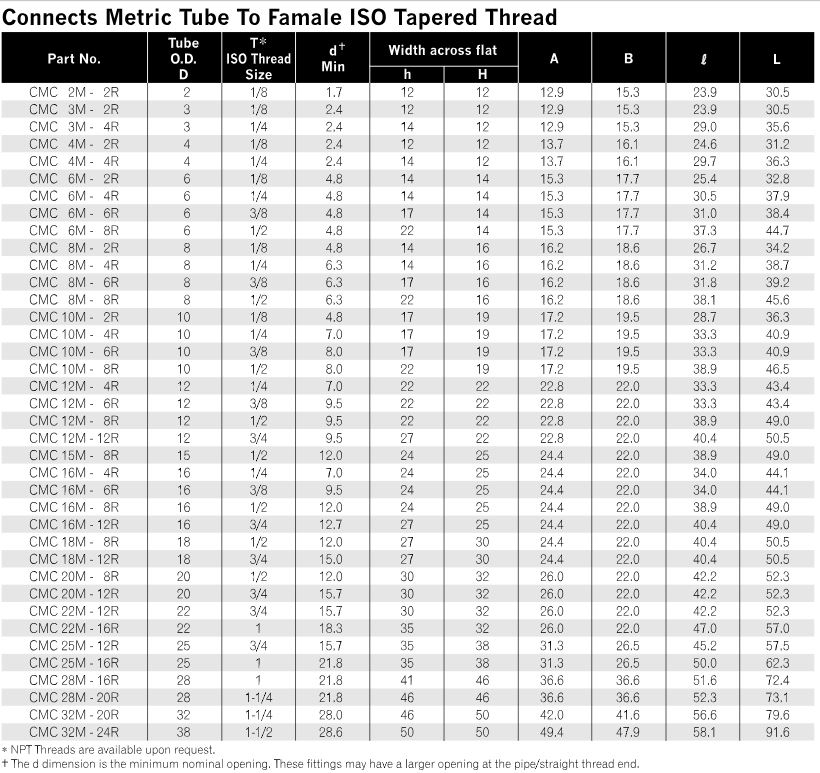 Connects Metric Tube To Famale ISO Tapered Thread
Part No. Tube O.D. D T* ISO Thread Size d† Min Width across flat h H A B ℓ L
CMC 2M - 2R 2 1/8 1.7 12 12 12.9 15.3 23.9 30.5
CMC 3M - 2R 3 1/8 2.4 12 12 12.9 15.3 23.9 30.5
CMC 3M - 4R 3 1/4 2.4 14 12 12.9 15.3 29.0 35.6
CMC 4M - 2R 4 1/8 2.4 12 12 13.7 16.1 24.6 31.2
CMC 4M - 4R 4 1/4 2.4 14 12 13.7 16.1 29.7 36.3
CMC 6M - 2R 6 1/8 4.8 14 14 15.3 17.7 25.4 32.8
CMC 6M - 4R 6 1/4 4.8 14 14 15.3 17.7 30.5 37.9
CMC 6M - 6R 6 3/8 4.8 17 14 15.3 17.7 31.0 38.4
CMC 6M - 8R 6 1/2 4.8 22 14 15.3 17.7 37.3 44.7
CMC 8M - 2R 8 1/8 4.8 14 16 16.2 18.6 26.7 34.2
CMC 8M - 4R 8 1/4 6.3 14 16 16.2 18.6 31.2 38.7
CMC 8M - 6R 8 3/8 6.3 17 16 16.2 18.6 31.8 39.2
CMC 8M - 8R 8 1/2 6.3 22 16 16.2 18.6 38.1 45.6
CMC 10M - 2R 10 1/8 4.8 17 19 17.2 19.5 28.7 36.3
CMC 10M - 4R 10 1/4 7.0 17 19 17.2 19.5 33.3 40.9
CMC 10M - 6R 10 3/8 8.0 17 19 17.2 19.5 33.3 40.9
CMC 10M - 8R 10 1/2 8.0 22 19 17.2 19.5 38.9 46.5
CMC 12M - 4R 12 1/4 7.0 22 22 22.8 22.0 33.3 43.4
CMC 12M - 6R 12 3/8 9.5 22 22 22.8 22.0 33.3 43.4
CMC 12M - 8R 12 1/2 9.5 22 22 22.8 22.0 38.9 49.0
CMC 12M - 12R 12 3/4 9.5 27 22 22.8 22.0 40.4 50.5
CMC 15M - 8R 15 1/2 12.0 24 25 24.4 22.0 38.9 49.0
CMC 16M - 4R 16 1/4 7.0 24 25 24.4 22.0 34.0 44.1
CMC 16M - 6R 16 3/8 9.5 24 25 24.4 22.0 34.0 44.1
CMC 16M - 8R 16 1/2 12.0 24 25 24.4 22.0 38.9 49.0
CMC 16M - 12R 16 3/4 12.7 27 25 24.4 22.0 40.4 49.0
CMC 18M - 8R 18 1/2 12.0 27 30 24.4 22.0 40.4 50.5
CMC 18M - 12R 18 3/4 15.0 27 30 24.4 22.0 40.4 50.5
CMC 20M - 8R 20 1/2 12.0 30 32 26.0 22.0 42.2 52.3
CMC 20M - 12R 20 3/4 15.7 30 32 26.0 22.0 42.2 52.3
CMC 22M - 12R 22 3/4 15.7 30 32 26.0 22.0 42.2 52.3
CMC 22M - 16R 22 1 18.3 35 32 26.0 22.0 47.0 57.0
CMC 25M - 12R 25 3/4 15.7 35 38 31.3 26.5 45.2 57.5
CMC 25M - 16R 25 1 21.8 35 38 31.3 26.5 50.0 62.3
CMC 28M - 16R 28 1 21.8 41 46 36.6 36.6 51.6 72.4
CMC 28M - 20R 28 1-1/4 21.8 46 46 36.6 36.6 52.3 73.1
CMC 32M - 20R 32 1-1/4 28.0 46 50 42.0 41.6 56.6 79.6
CMC 32M - 24R 38 1-1/2 28.6 50 50 49.4 47.9 58.1 91.6
* NPT Threads are available upon request.
† The d dimension is the minimum nominal opening. These fittings may have a larger opening at the pipe/straight thread end.